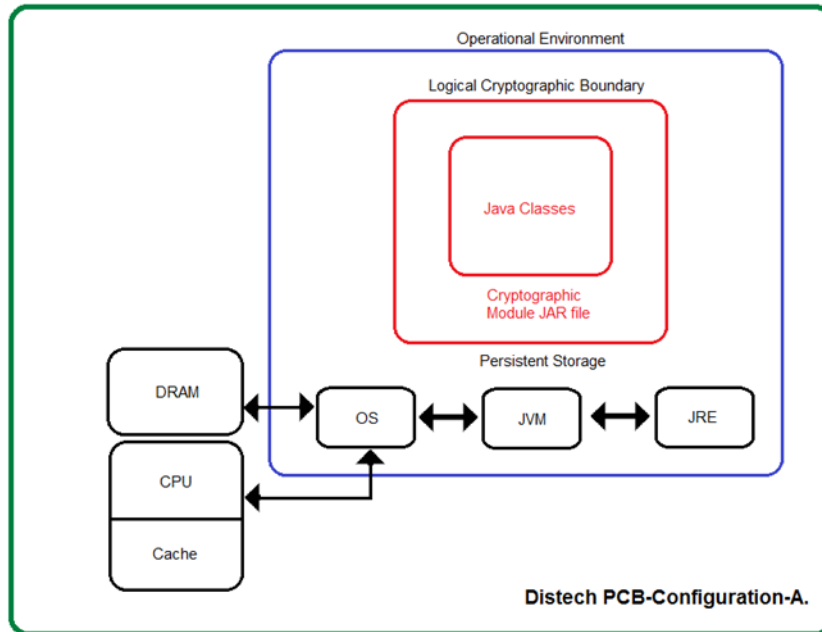 Operational Environment
Logical Cryptographic Boundary
Java Classes
Cryptographic
Module JAR file
Persistent Storage
DRAM
OS
JVM
JRE
CPU
Cache
Distech PCB-Configuration-A.